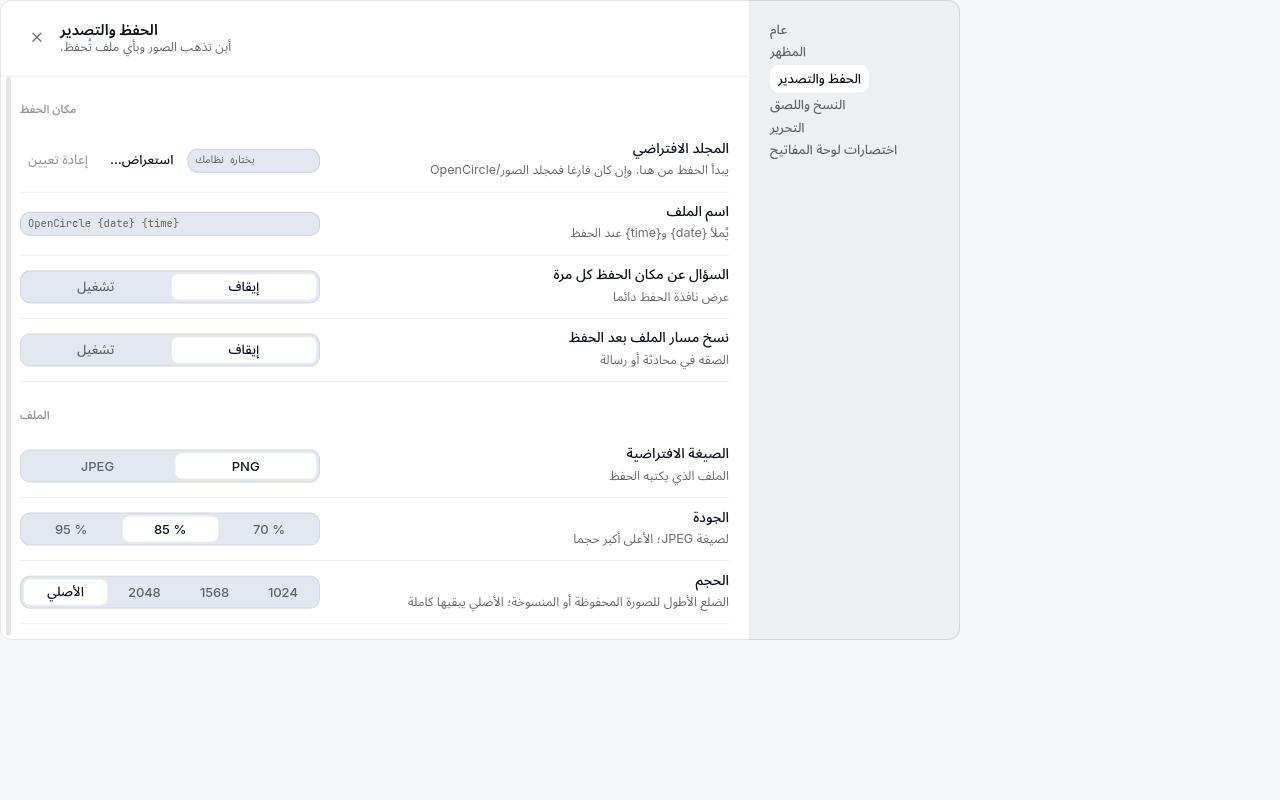 عام
المظهر
الحفظ والتصدير
النسخ واللصق
التحرير
اختصارات لوحة المفاتيح
الحفظ والتصدير
أين تذهب الصور وبأي ملف تُحفظ.
مكان الحفظ
المجلد الافتراضي
يبدأ الحفظ من هنا. وإن كان فارغا فمجلد الصور/OpenCircle
يختاره نظامك
استعراض...
إعادة تعيين
اسم الملف
يُملأ {date} و{time} عند الحفظ
OpenCircle {date} {time}
السؤال عن مكان الحفظ كل مرة
عرض نافذة الحفظ دائما
إيقاف
تشغيل
نسخ مسار الملف بعد الحفظ
الصقه في محادثة أو رسالة
إيقاف
تشغيل
الملف
الصيغة الافتراضية
الملف الذي يكتبه الحفظ
PNG
JPEG
الجودة
لصيغة JPEG؛ الأعلى أكبر حجما
70 %
85 %
95 %
الحجم
الضلع الأطول للصورة المحفوظة أو المنسوخة؛ الأصلي يبقيها كاملة
1024
1568
2048
الأصلي